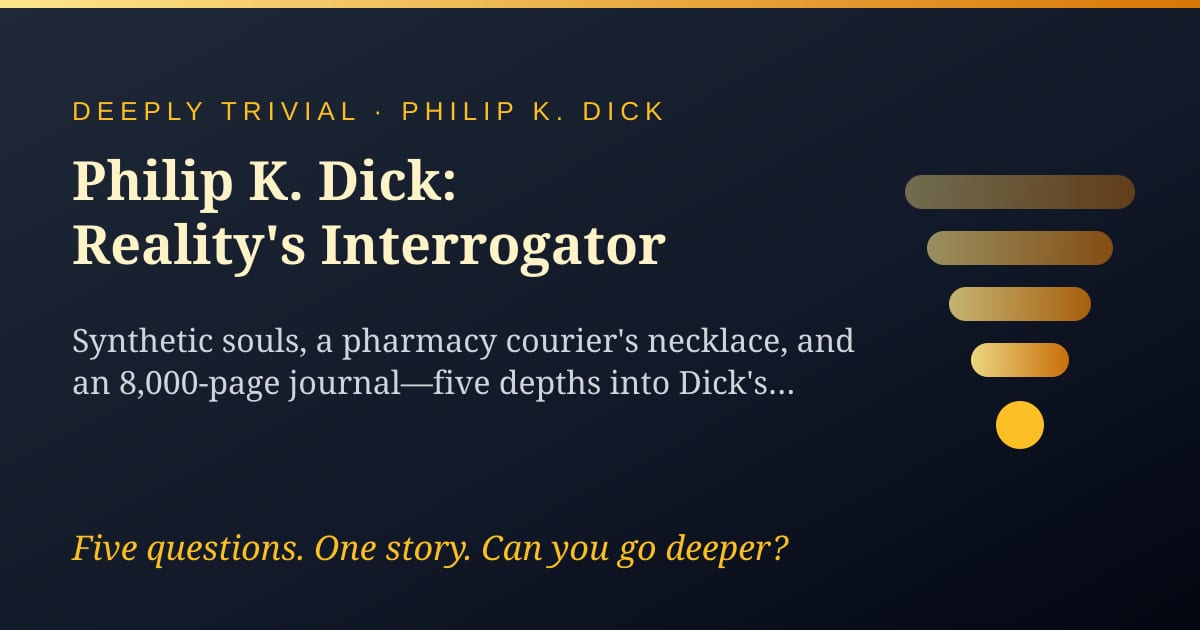 DEEPLY TRIVIAL · PHILIP K. DICK
Philip K. Dick:
Reality's Interrogator
Synthetic souls, a pharmacy courier's necklace, and
an 8,000-page journal—five depths into Dick's...
Five questions. One story. Can you go deeper?